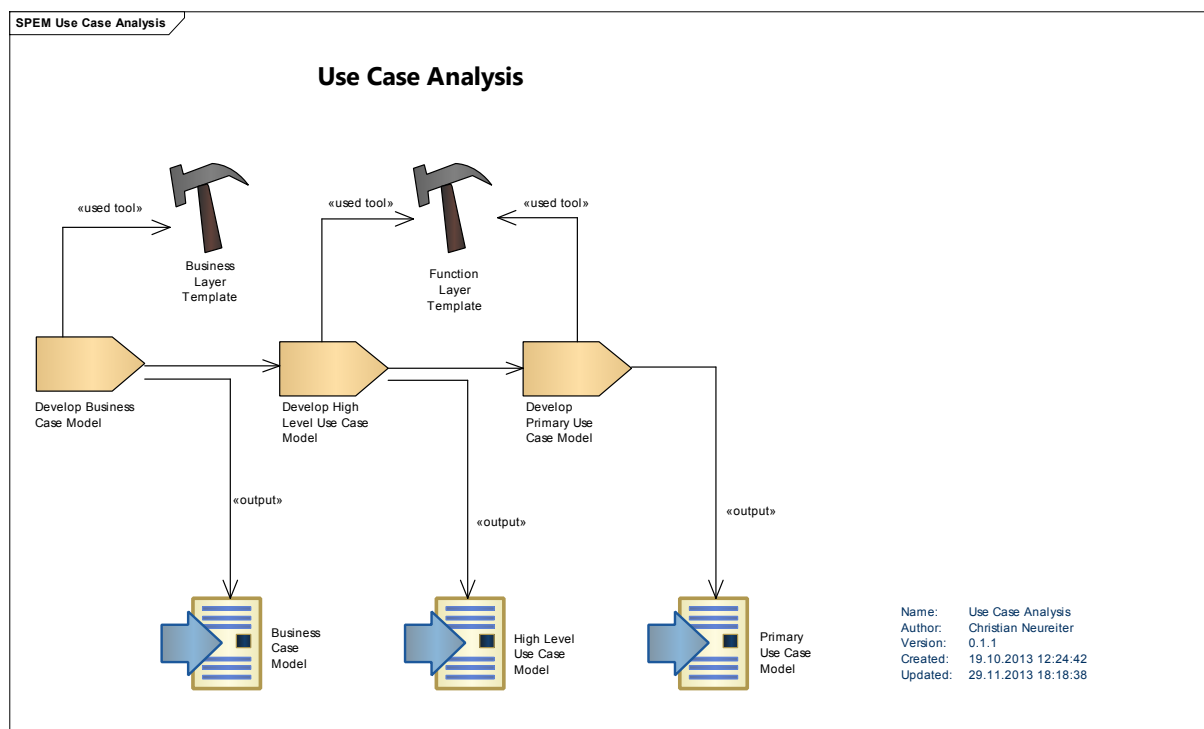 SPEM Use Case Analysis
Use Case Analysis
«used tool»
«used tool»
«used tool»
Business
Layer
Template
Function
Layer
Template
Develop Business
Case Model
Develop High
Level Use Case
Model
Develop
Primary Use
Case Model
«output»
«output»
«output»
Business
Case
Model
High Level
Use Case
Model
Primary
Use Case
Model
Name: Use Case Analysis
Author: Christian Neureiter
Version: 0.1.1
Created: 19.10.2013 12:24:42
Updated: 29.11.2013 18:18:38